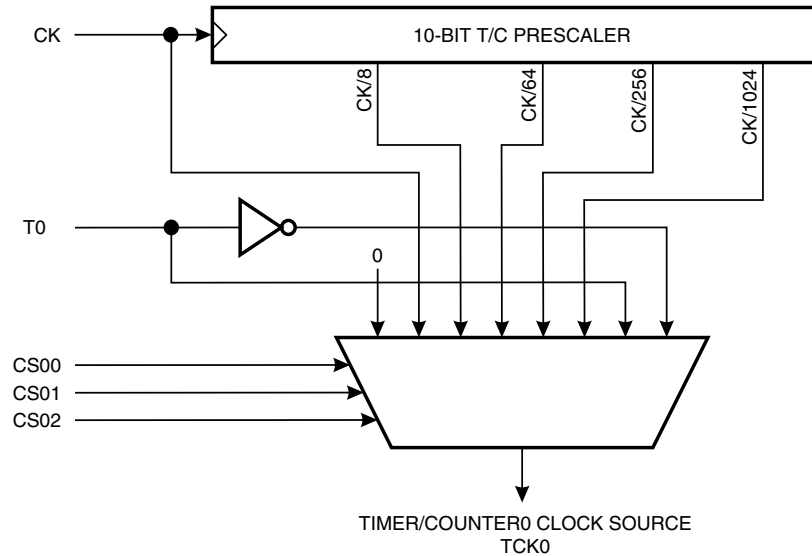 CK
10-BIT T/C PRESCALER
CK/8
CK/64
CK/256
CK/1024
T0
0
CS00
CS01
CS02
TIMER/COUNTER0 CLOCK SOURCE
TCK0